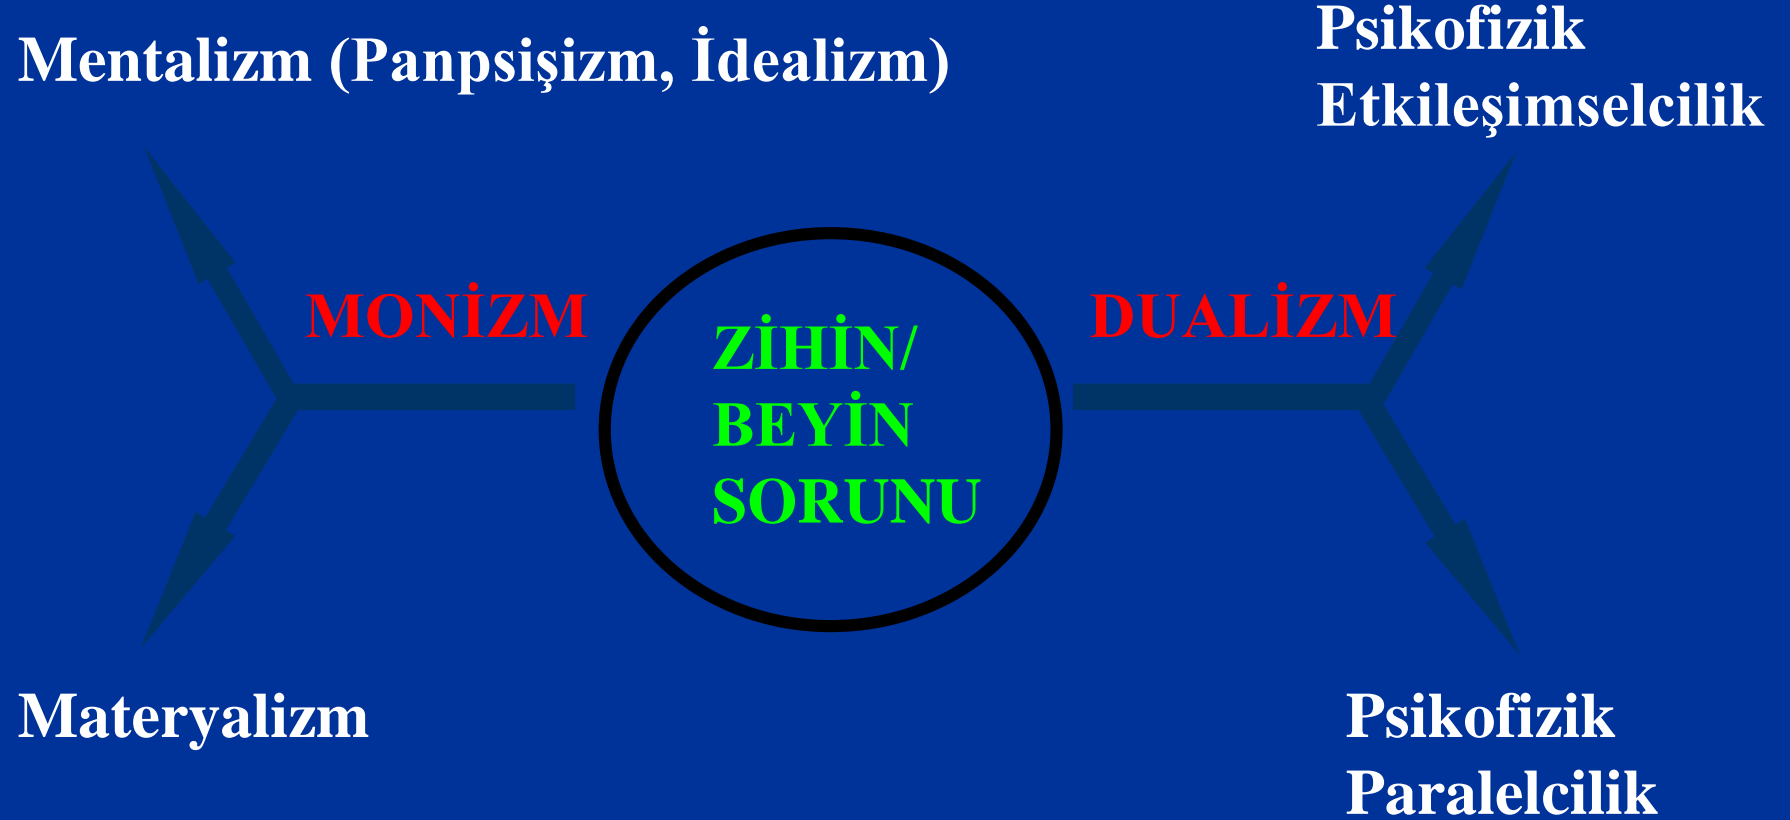 Mentalizm (Panpsişizm, İdealizm)
Psikofizik
Etkileşimselcilik
MONİZM
ZİHİN/
BEYİN
SORUNU
DUALİZM
Materyalizm
Psikofizik
Paralelcilik